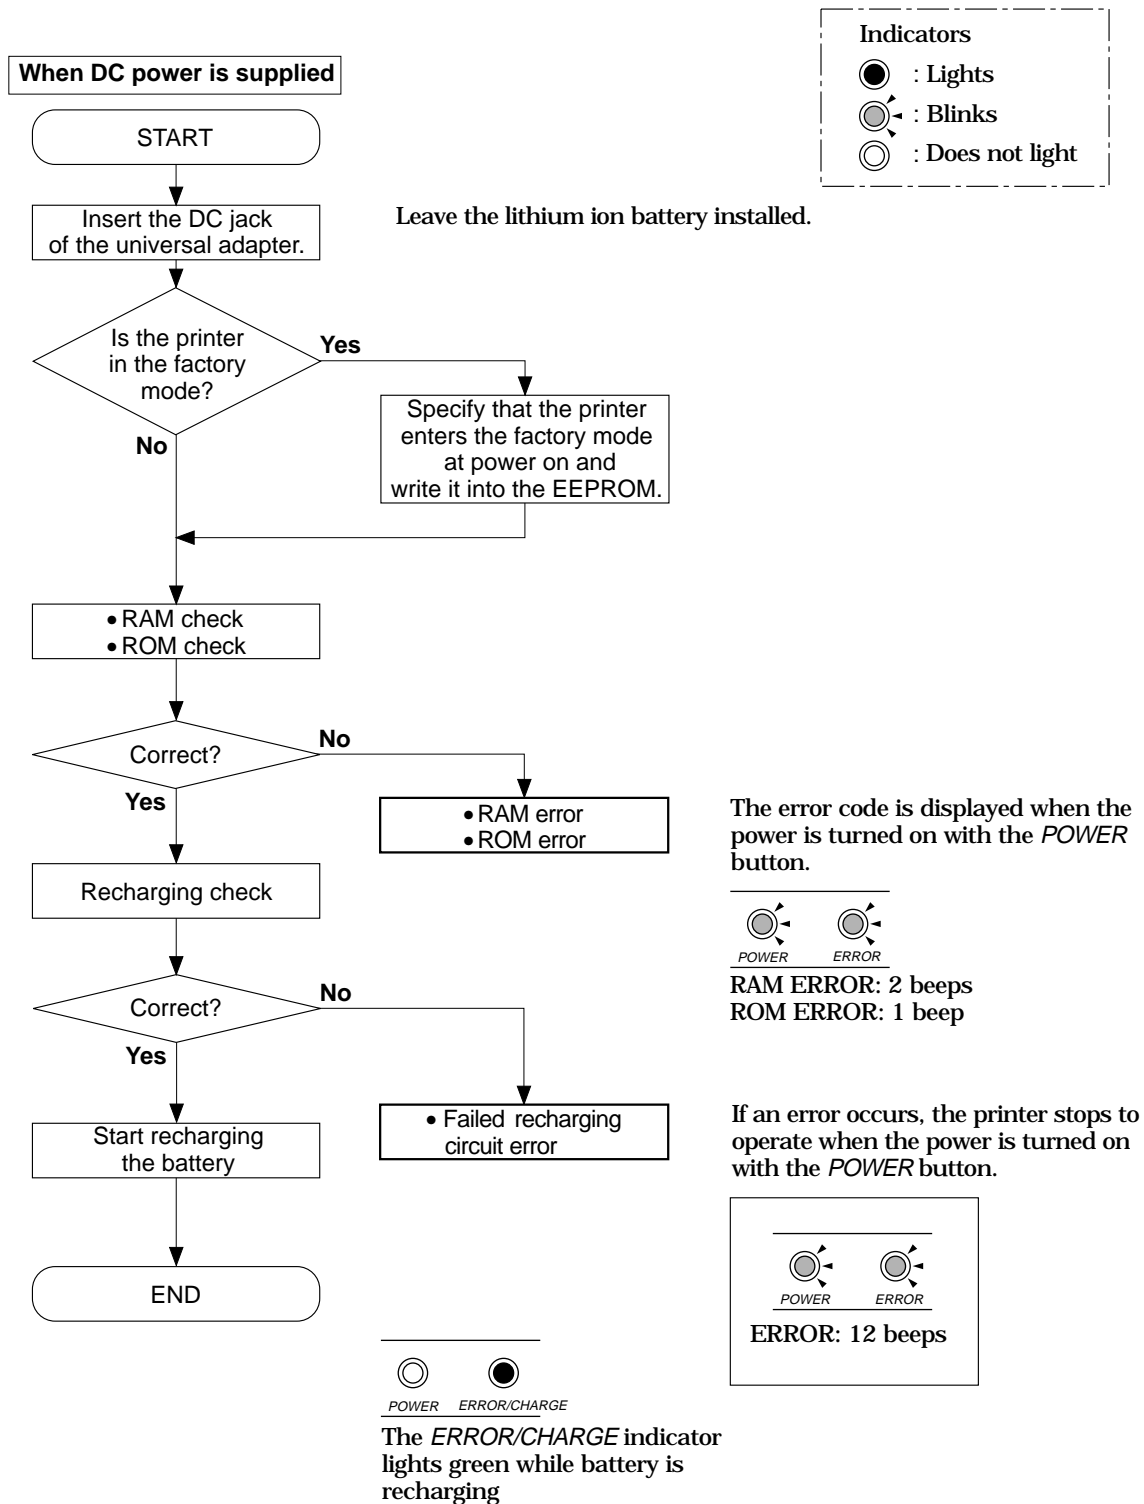 Indicators
: Lights
: Blinks
: Does not light
When DC power is supplied
START
Insert the DC jack
of the universal adapter.
Leave the lithium ion battery installed.
Is the printer
in the factory
mode?
Yes
No
Specify that the printer
enters the factory mode
at power on and
write it into the EEPROM.
• RAM check
• ROM check
Correct?
No
Yes
• RAM error
• ROM error
The error code is displayed when the
power is turned on with the POWER
button.
POWER ERROR
RAM ERROR: 2 beeps
ROM ERROR: 1 beep
Recharging check
Correct?
No
Yes
• Failed recharging
circuit error
If an error occurs, the printer stops to
operate when the power is turned on
with the POWER button.
POWER ERROR
ERROR: 12 beeps
Start recharging
the battery
END
POWER ERROR/CHARGE
The ERROR/CHARGE indicator
lights green while battery is
recharging